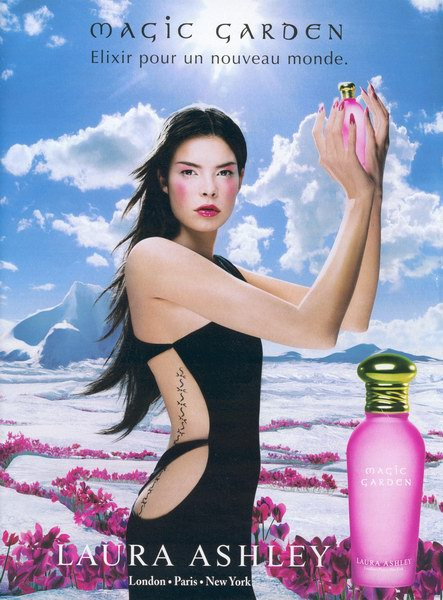 MAGIC GARDEN
Elixir pour un nouveau monde.
MAGIC
GARDEN
LAURA ASHLEY
LAURA ASHLEY
London • Paris • New York